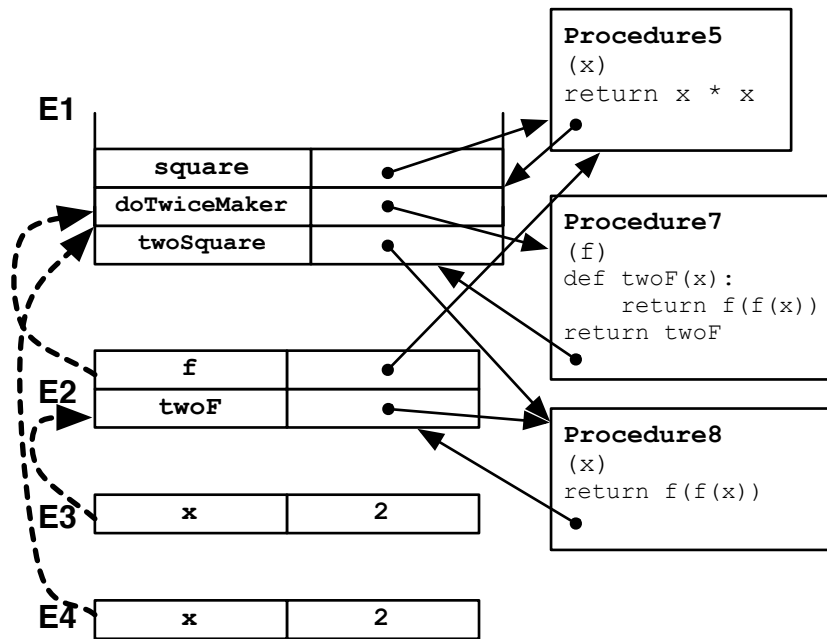 E1
square
doTwiceMaker
twoSquare
E2
f
twoF
E3
x 2
E4
x 2
Procedure5
(x)
return x * x
Procedure7
(f)
def twoF(x):
    return f(f(x))
return twoF
Procedure8
(x)
return f(f(x))